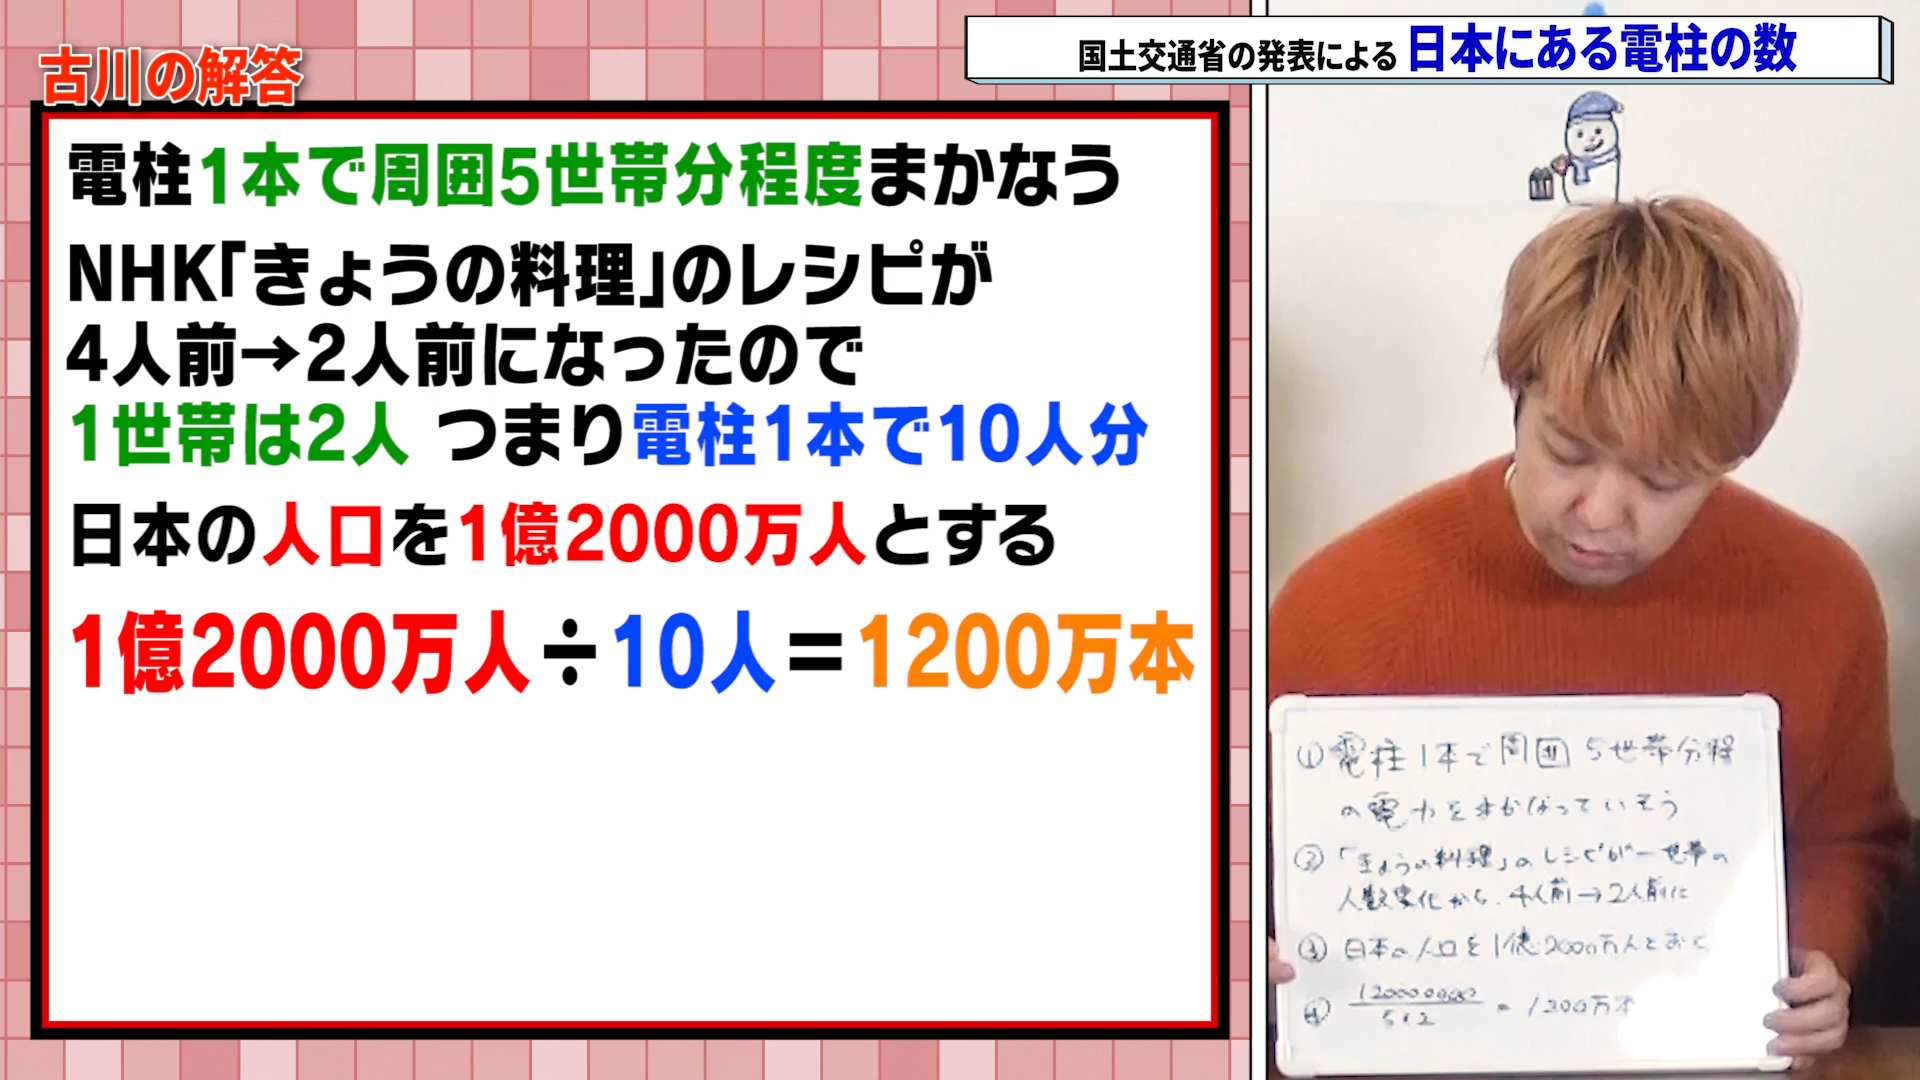 古川の解答
国土交通省の発表による 日本にある電柱の数
電柱1本で周囲5世帯分程度まかなう
NHK「きょうの料理」のレシピが
4人前→2人前になったので
1世帯は2人 つまり電柱1本で10人分
日本の人口を1億2000万人とする
1億2000万人÷10人=1200万本
①電柱1本で周囲5世帯分程
の電力をまかなっていそう
②「きょうの料理」のレシピが一世帯の
人数変化から、4人前→2人前に
③日本の人口を1億2000万人とおく
④ 120000000
5×2 = 1200万本